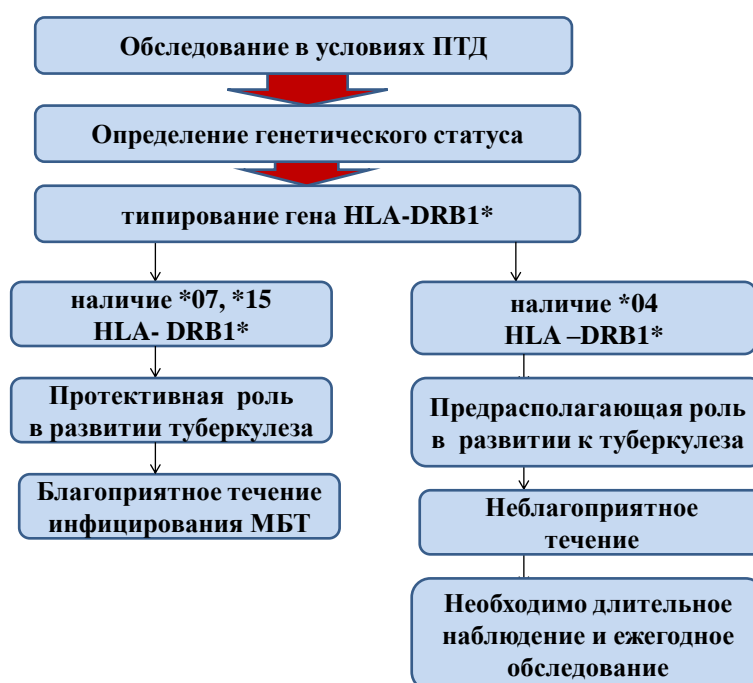 Обследование в условиях ПТД
Определение генетического статуса
типирование гена HLA-DRB1*
наличие *07, *15
HLA- DRB1*
Протективная роль
в развитии туберкулеза
Благоприятное течение
инфицирования МБТ
наличие *04
HLA –DRB1*
Предрасполагающая роль
в развитии к туберкулеза
Неблагоприятное
течение
Необходимо длительное
наблюдение и ежегодное
обследование